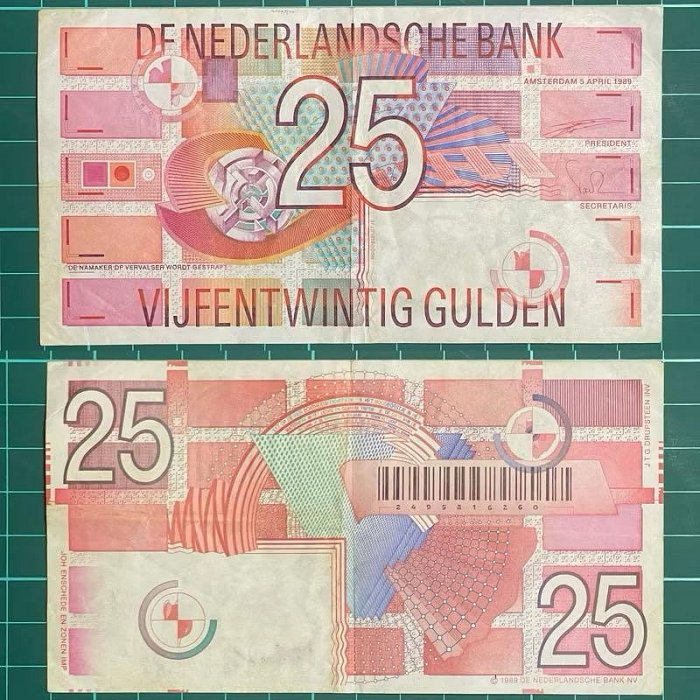 DE NEDERLANDSCHE BANK
25
AMSTERDAM 5 APRIL 1989
PRESIDENT
SECRETARIS
DE NAMAKER OF VERVALSER WORDT GESTRAFT
VIJFENTWINTIG GULDEN
25
J.T.G. DRUPSTEEN INV.
2495316260
JOH. ENSCHEDE EN ZONEN IMP.
25
© 1989 DE NEDERLANDSCHE BANK NV